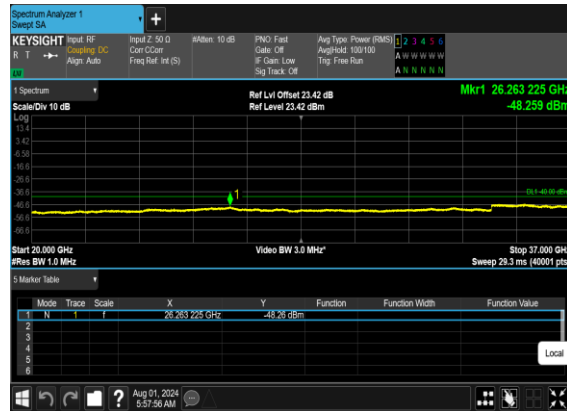 Spectrum Analyzer 1
Swept SA
KEYSIGHT Input: RF Input Z: 50 Ω #Atten: 10 dB PNO: Fast Avg Type: Power (RMS) 1 2 3 4 5 6
R T Coupling: DC Corr CCorr Gate: Off Avg|Hold: 100/100 A W W W W W
Align: Auto Freq Ref: Int (S) IF Gain: Low Trig: Free Run
Sig Track: Off A N N N N N
1 Spectrum Ref Lvl Offset 23.42 dB Mkr1 26.263 225 GHz
Scale/Div 10 dB Ref Level 23.42 dBm -48.259 dBm
Log
13.4
3.42
-6.58
-16.6
-26.6
-36.6 DL1 -40.00 dBm
1
-46.6
-56.6
-66.6
Start 20.000 GHz Video BW 3.0 MHz* Stop 37.000 GHz
#Res BW 1.0 MHz Sweep 29.3 ms (40001 pts)
5 Marker Table
Mode Trace Scale X Y Function Function Width Function Value
1 N 1 f 26.263 225 GHz -48.26 dBm
2
3
4
5
6
Local
? Aug 01, 2024
5:57:56 AM